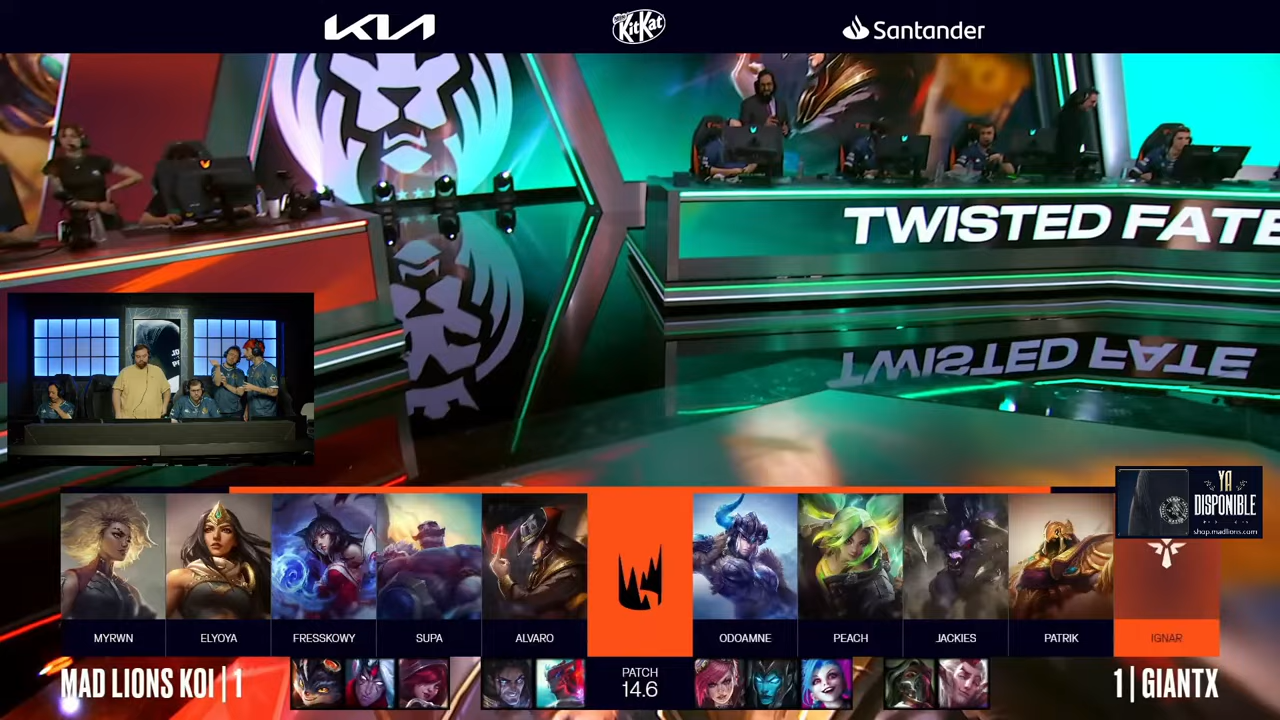 KIA
Nestlé
KitKat
Santander
TWISTED FATE
TWISTED FATE
YA
DISPONIBLE
shop.madlions.com
MYRWN
ELYOYA
FRESSKOWY
SUPA
ALVARO
ODOAMNE
PEACH
JACKIES
PATRIK
IGNAR
MAD LIONS KOI | 1
PATCH
14.6
1 | GIANTX